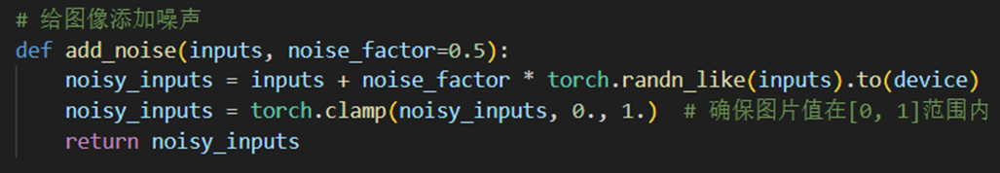 # 给图像添加噪声
def add_noise(inputs, noise_factor=0.5):
    noisy_inputs = inputs + noise_factor * torch.randn_like(inputs).to(device)
    noisy_inputs = torch.clamp(noisy_inputs, 0., 1.)  # 确保图片值在[0, 1]范围内
    return noisy_inputs